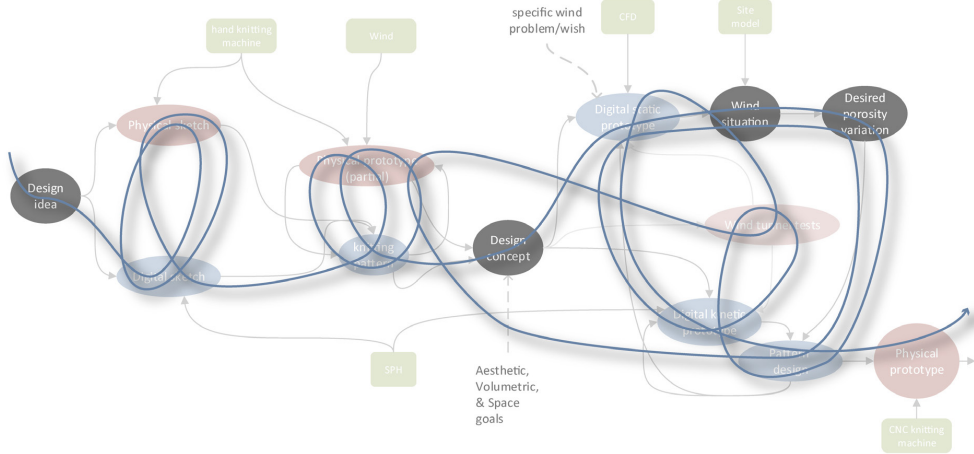 specific wind
problem/wish
CFD
Site
model
hand knitting
machine
Wind
Physical sketch
Digital static
prototype
Wind
situation
Desired
porosity
variation
Physical prototype
(partial)
Design
idea
Wind tunnel tests
knitting
pattern
Design
concept
Digital sketch
Digital kinetic
prototype
Pattern
design
Physical
prototype
SPH
Aesthetic,
Volumetric,
& Space
goals
CNC knitting
machine